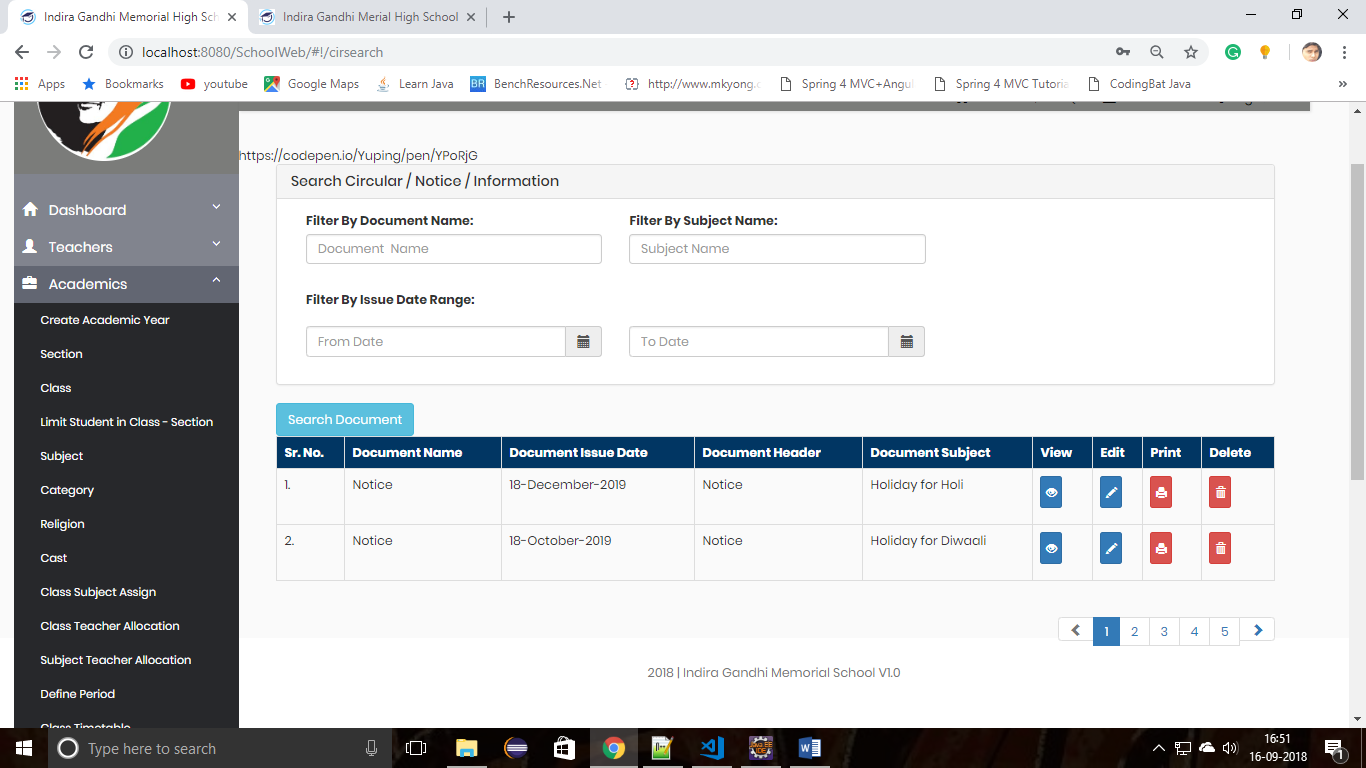 Indira Gandhi Memorial High Sch
Indira Gandhi Merial High School
localhost:8080/SchoolWeb/#!/cirsearch
Apps Bookmarks youtube Google Maps Learn Java BR BenchResources.Net http://www.mkyong.c Spring 4 MVC+Angul Spring 4 MVC Tutoria CodingBat Java »
https://codepen.io/Yuping/pen/YPoRjG
Search Circular / Notice / Information
Filter By Document Name: Filter By Subject Name:
Document Name Subject Name
Filter By Issue Date Range:
From Date To Date
Search Document
Sr. No. Document Name Document Issue Date Document Header Document Subject View Edit Print Delete
1. Notice 18-December-2019 Notice Holiday for Holi
2. Notice 18-October-2019 Notice Holiday for Diwaali
1 2 3 4 5
2018 | Indira Gandhi Memorial School V1.0
Dashboard
Teachers
Academics
Create Academic Year
Section
Class
Limit Student in Class - Section
Subject
Category
Religion
Cast
Class Subject Assign
Class Teacher Allocation
Subject Teacher Allocation
Define Period
Class Timetable
Type here to search
16:51
16-09-2018
1